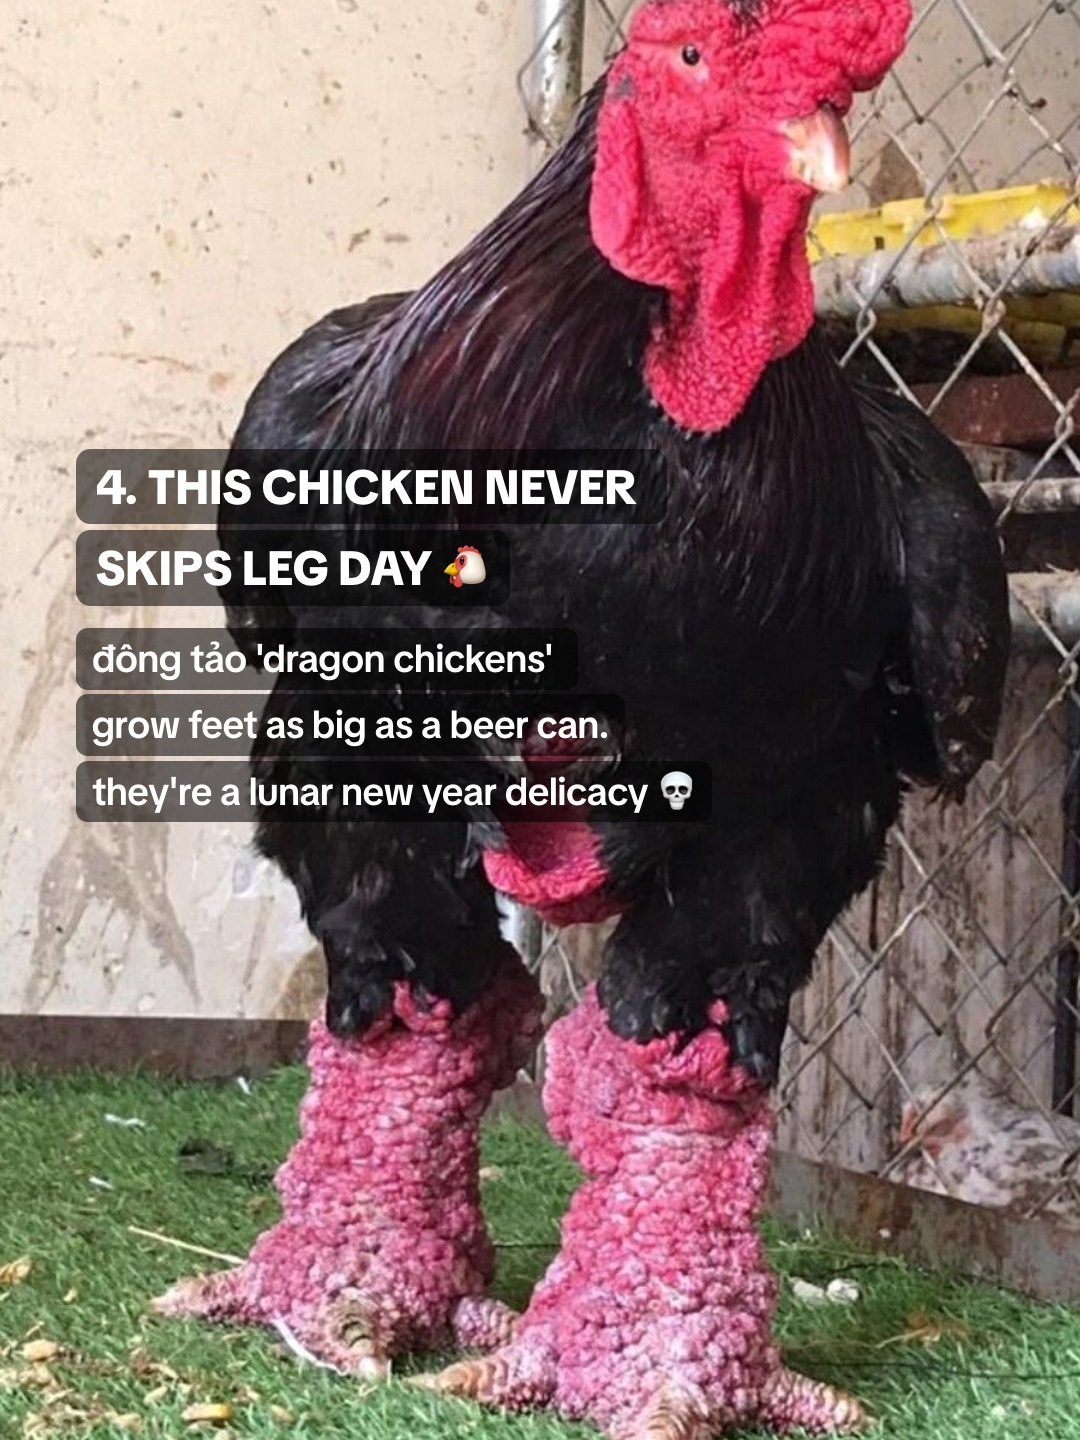 4. THIS CHICKEN NEVER
SKIPS LEG DAY 🐔
đông tảo 'dragon chickens'
grow feet as big as a beer can.
they're a lunar new year delicacy 💀